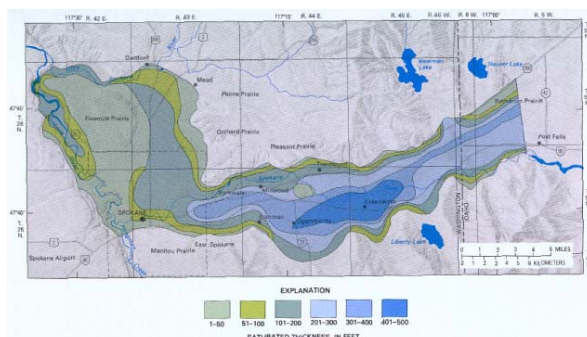 117°30' R. 42 E. R. 43 E. 117°15' R. 44 E. R. 45 E. R. 46 W. R. 6 W. 117°00' R. 5 W.
Dartford
Mead
Newman
Lake
Hauser Lake
Peone Prairie
Rathdrum Prairie
47°45'
T.
26
N.
Fivemile Prairie
Orchard Prairie
Pleasant Prairie
Post Falls
Trentwood
Spokane
Parkwater
Millwood
Greenacres
IDAHO
WASHINGTON
47°40'
T.
25
N.
SPOKANE
Dishman
Opportunity
East Spokane
Manitou Prairie
Liberty Lake
Spokane Airport
5 MILES
5 KILOMETERS
EXPLANATION
1–50 51–100 101–200 201–300 301–400 401–500
SATURATED THICKNESS, IN FEET